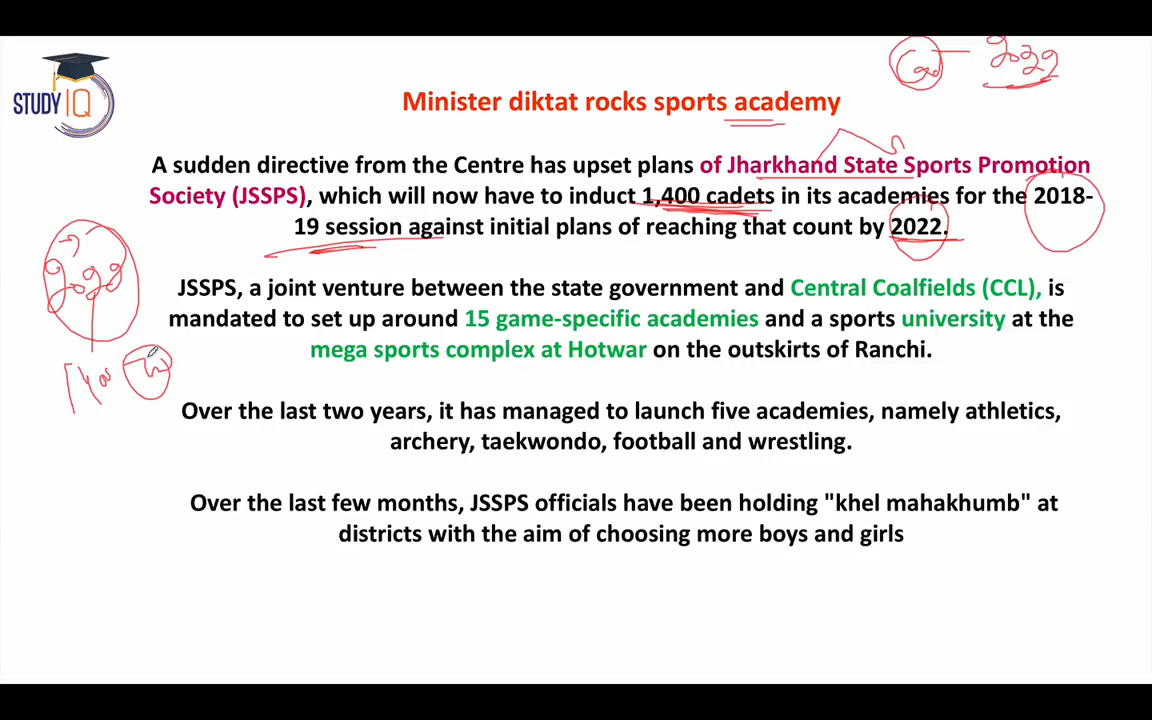 STUDY IQ
Minister diktat rocks sports academy
A sudden directive from the Centre has upset plans of Jharkhand State Sports Promotion
Society (JSSPS), which will now have to induct 1,400 cadets in its academies for the 2018-
19 session against initial plans of reaching that count by 2022.
JSSPS, a joint venture between the state government and Central Coalfields (CCL), is
mandated to set up around 15 game-specific academies and a sports university at the
mega sports complex at Hotwar on the outskirts of Ranchi.
Over the last two years, it has managed to launch five academies, namely athletics,
archery, taekwondo, football and wrestling.
Over the last few months, JSSPS officials have been holding "khel mahakhumb" at
districts with the aim of choosing more boys and girls